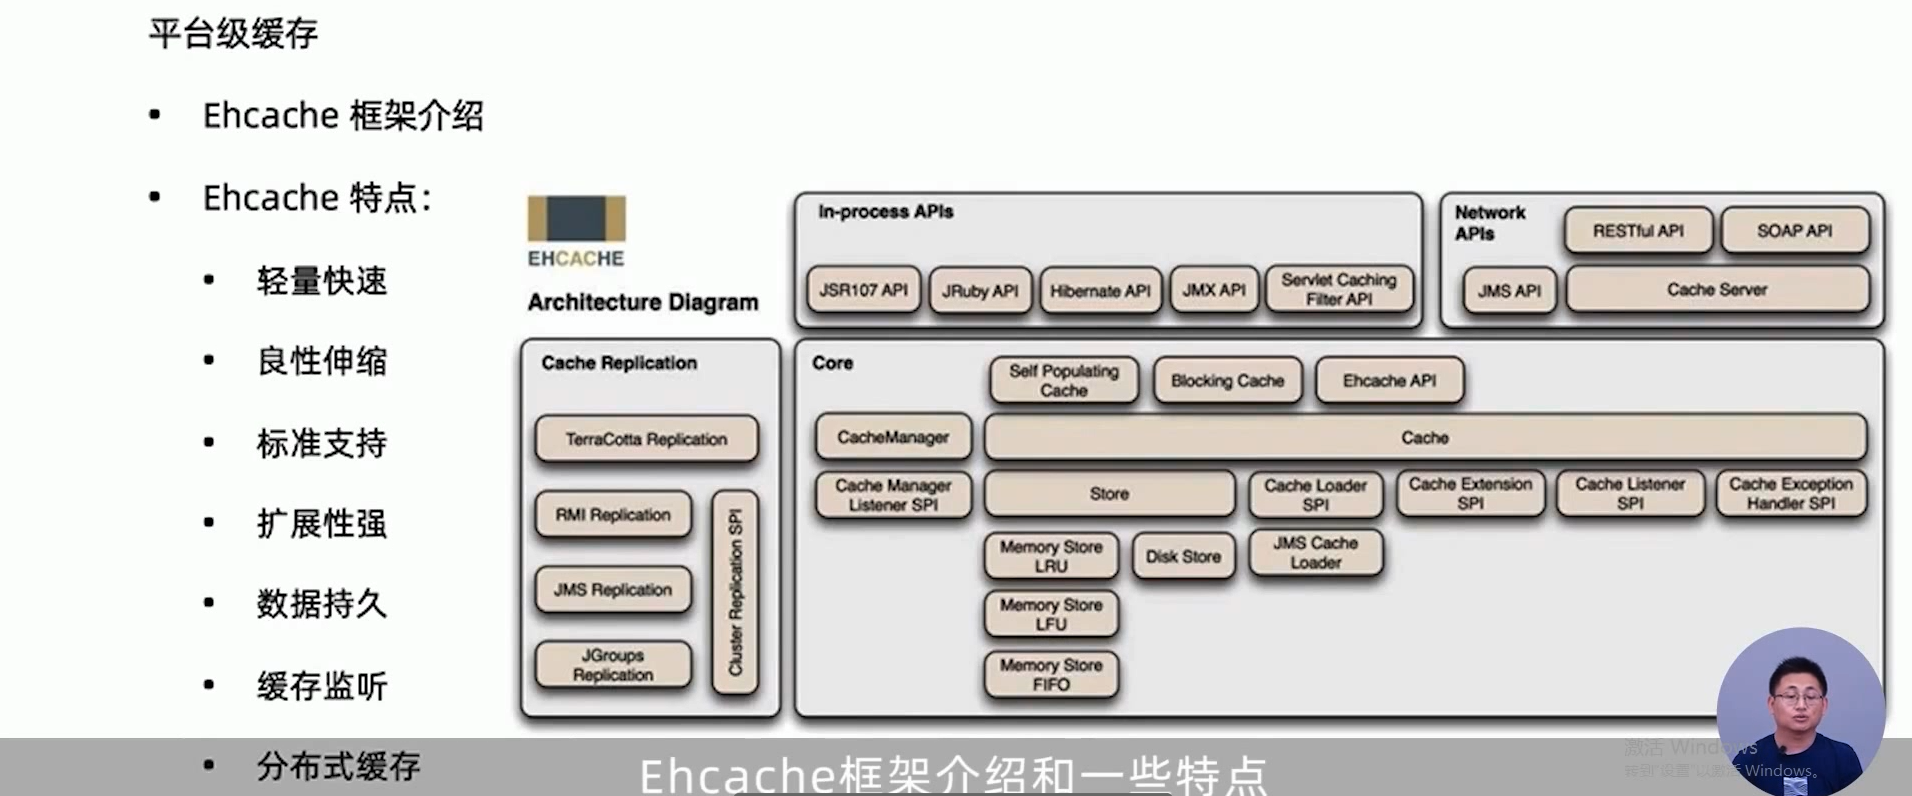 平台级缓存
• Ehcache 框架介绍
• Ehcache 特点：
• 轻量快速
• 良性伸缩
• 标准支持
• 扩展性强
• 数据持久
• 缓存监听
• 分布式缓存
EHCACHE
Architecture Diagram
In-process APIs
JSR107 API
JRuby API
Hibernate API
JMX API
Servlet Caching
Filter API
Network
APIs
RESTful API
SOAP API
JMS API
Cache Server
Cache Replication
TerraCotta Replication
RMI Replication
JMS Replication
JGroups
Replication
Cluster Replication SPI
Core
Self Populating
Cache
Blocking Cache
Ehcache API
CacheManager
Cache
Cache Manager
Listener SPI
Store
Cache Loader
SPI
Cache Extension
SPI
Cache Listener
SPI
Cache Exception
Handler SPI
Memory Store
LRU
Disk Store
JMS Cache
Loader
Memory Store
LFU
Memory Store
FIFO
激活 Windows
转到"设置"以激活 Windows。
Ehcache框架介绍和一些特点